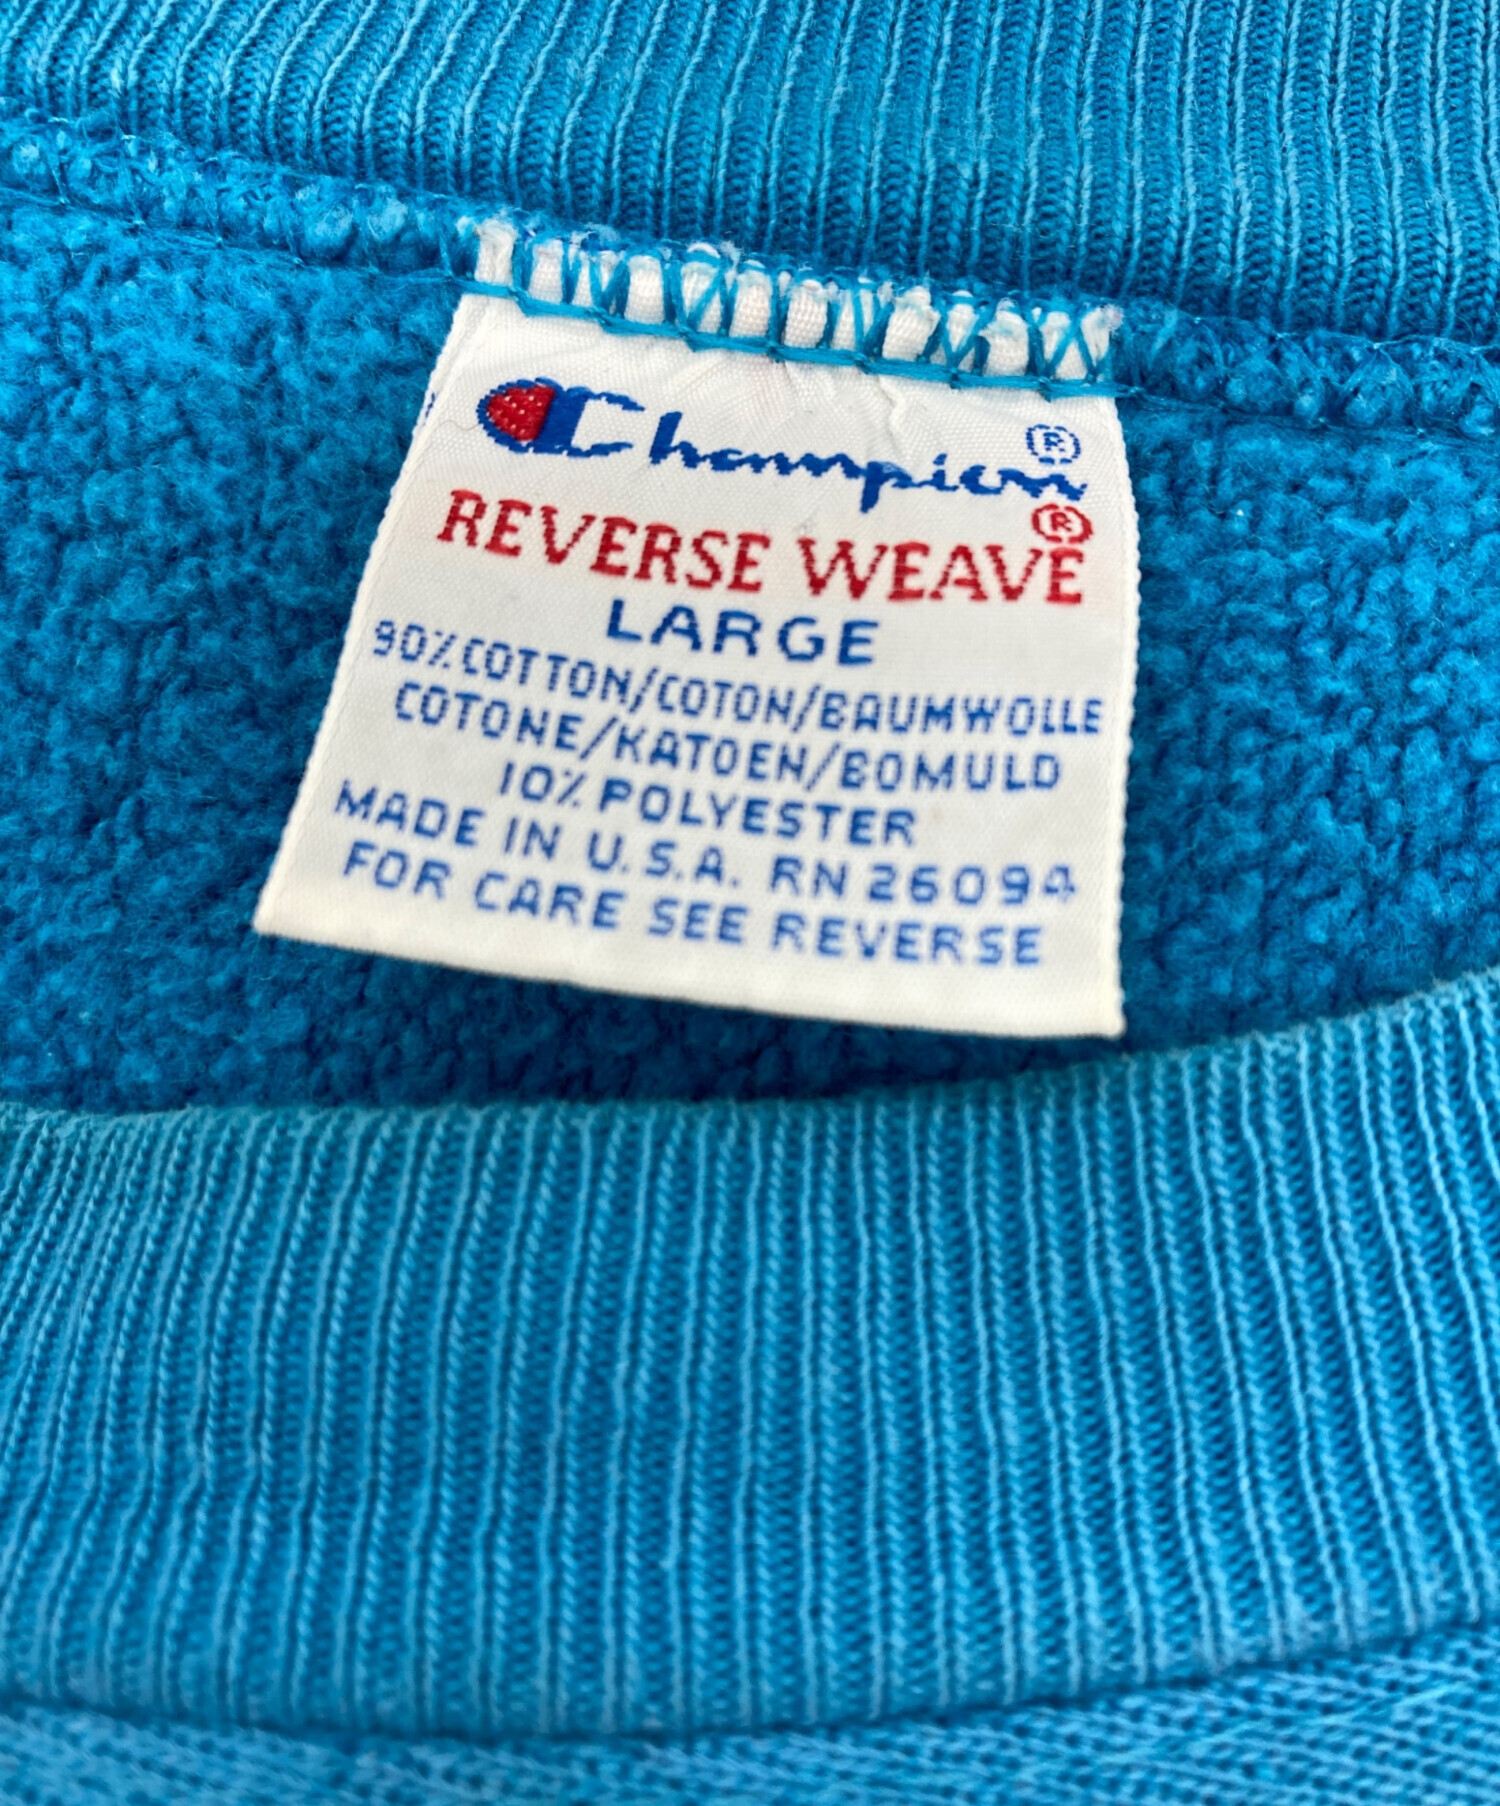 Champion®
REVERSE WEAVE®
LARGE
90% COTTON/COTON/BAUMWOLLE
COTONE/KATOEN/BOMULD
10% POLYESTER
MADE IN U.S.A. RN 26094
FOR CARE SEE REVERSE